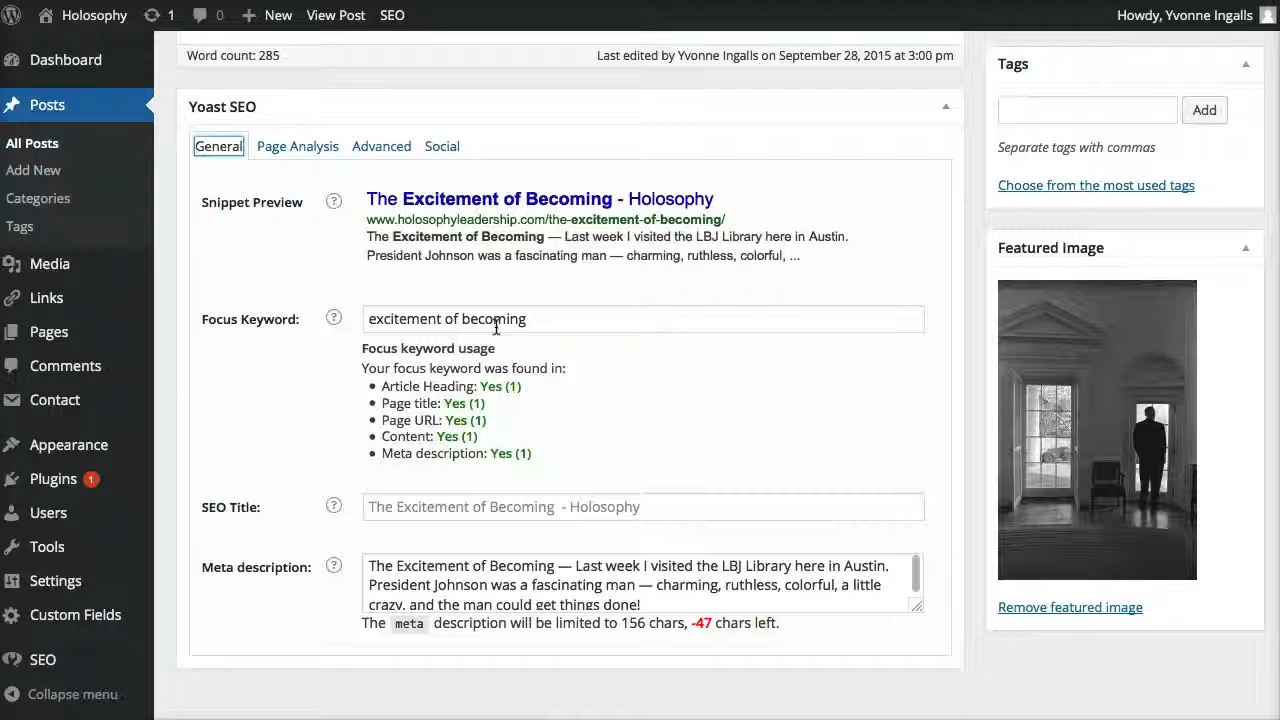 Holosophy 1 0 New View Post SEO Howdy, Yvonne Ingalls
Dashboard
Posts
All Posts
Add New
Categories
Tags
Media
Links
Pages
Comments
Contact
Appearance
Plugins 1
Users
Tools
Settings
Custom Fields
SEO
Collapse menu
Word count: 285 Last edited by Yvonne Ingalls on September 28, 2015 at 3:00 pm
Yoast SEO
General Page Analysis Advanced Social
Snippet Preview ? The Excitement of Becoming - Holosophy
www.holosophyleadership.com/the-excitement-of-becoming/
The Excitement of Becoming — Last week I visited the LBJ Library here in Austin.
President Johnson was a fascinating man — charming, ruthless, colorful, ...
Focus Keyword: ? excitement of becoming
Focus keyword usage
Your focus keyword was found in:
• Article Heading: Yes (1)
• Page title: Yes (1)
• Page URL: Yes (1)
• Content: Yes (1)
• Meta description: Yes (1)
SEO Title: ? The Excitement of Becoming - Holosophy
Meta description: ? The Excitement of Becoming — Last week I visited the LBJ Library here in Austin.
President Johnson was a fascinating man — charming, ruthless, colorful, a little
crazy, and the man could get things done!
The meta description will be limited to 156 chars, -47 chars left.
Tags
Add
Separate tags with commas
Choose from the most used tags
Featured Image
Remove featured image